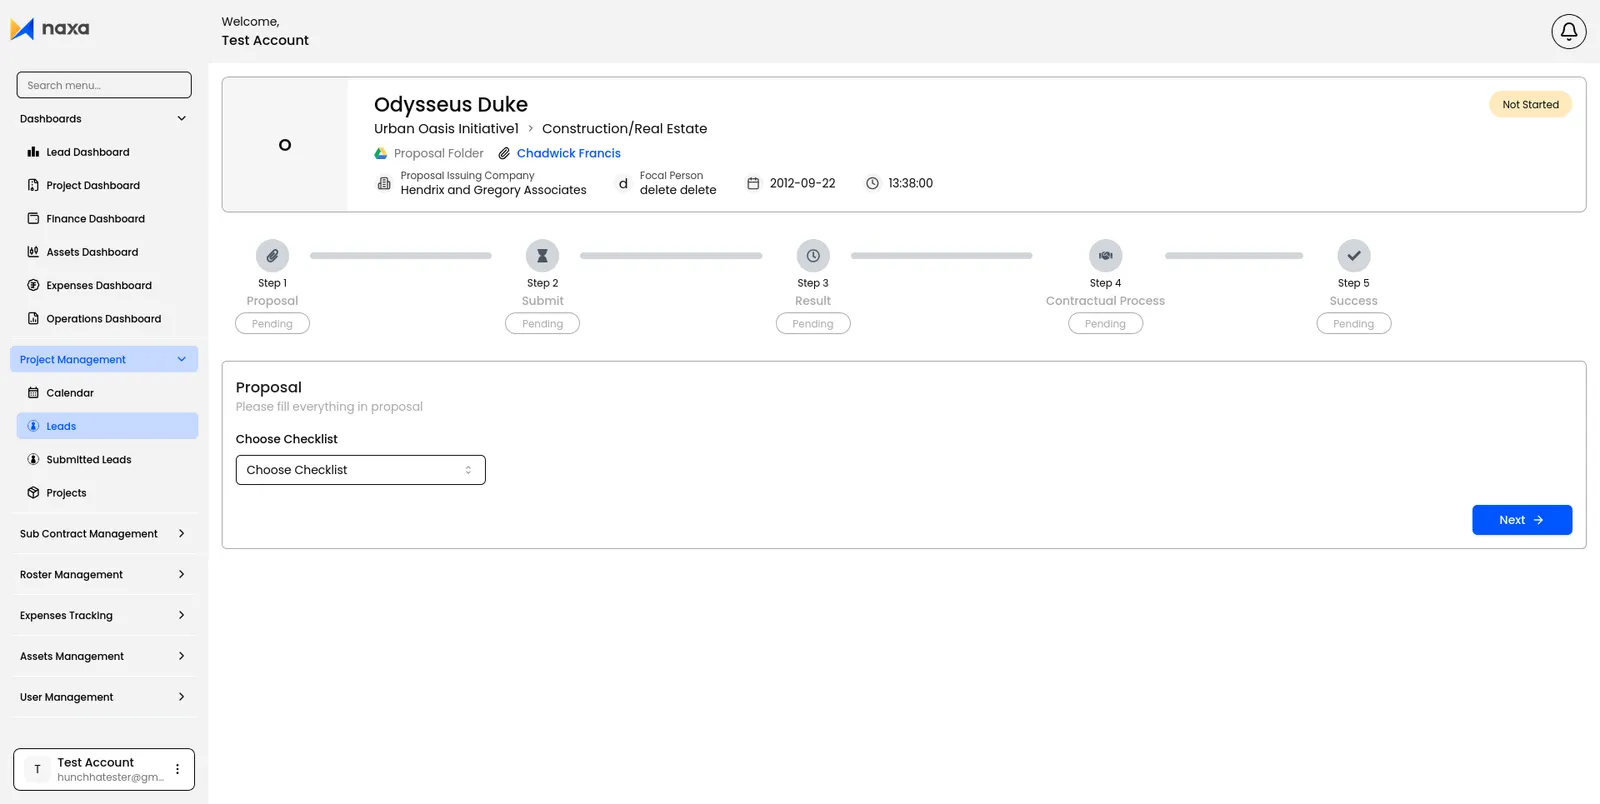 naxa
Welcome,
Test Account
Search menu...
Dashboards
Lead Dashboard
Project Dashboard
Finance Dashboard
Assets Dashboard
Expenses Dashboard
Operations Dashboard
Project Management
Calendar
Leads
Submitted Leads
Projects
Sub Contract Management
Roster Management
Expenses Tracking
Assets Management
User Management
T
Test Account
hunchhatester@gm...
O
Odysseus Duke
Not Started
Urban Oasis Initiative1 > Construction/Real Estate
Proposal Folder Chadwick Francis
Proposal Issuing Company
Hendrix and Gregory Associates
d
Focal Person
delete delete
2012-09-22
13:38:00
Step 1
Proposal
Pending
Step 2
Submit
Pending
Step 3
Result
Pending
Step 4
Contractual Process
Pending
Step 5
Success
Pending
Proposal
Please fill everything in proposal
Choose Checklist
Choose Checklist
Next →